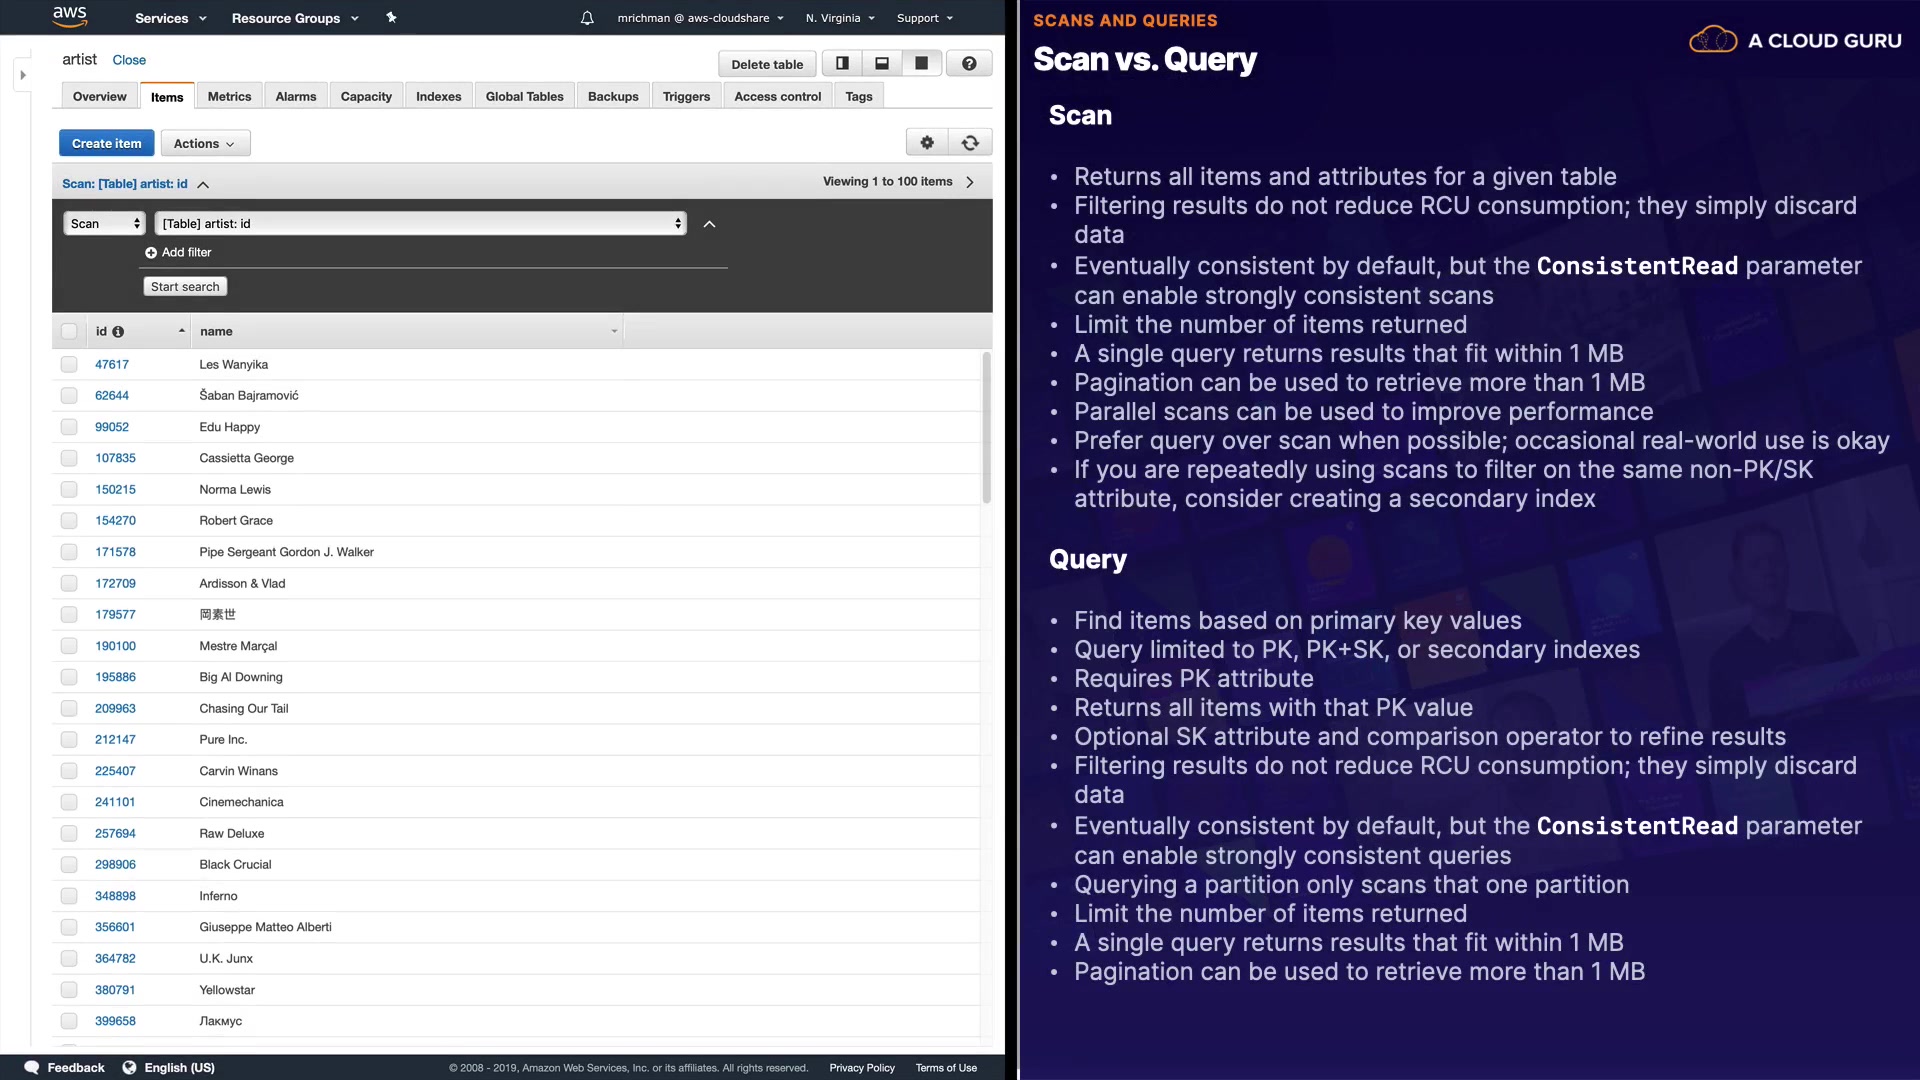 aws
Services
Resource Groups
mrichman @ aws-cloudshare
N. Virginia
Support
artist Close
Delete table
Overview
Items
Metrics
Alarms
Capacity
Indexes
Global Tables
Backups
Triggers
Access control
Tags
Create item
Actions
Scan: [Table] artist: id
Viewing 1 to 100 items
Scan
[Table] artist: id
Add filter
Start search
id name
47617 Les Wanyika
62644 Šaban Bajramović
99052 Edu Happy
107835 Cassietta George
150215 Norma Lewis
154270 Robert Grace
171578 Pipe Sergeant Gordon J. Walker
172709 Ardisson & Vlad
179577 岡素世
190100 Mestre Marçal
195886 Big Al Downing
209963 Chasing Our Tail
212147 Pure Inc.
225407 Carvin Winans
241101 Cinemechanica
257694 Raw Deluxe
298906 Black Crucial
348898 Inferno
356601 Giuseppe Matteo Alberti
364782 U.K. Junx
380791 Yellowstar
399658 Лакмус
Feedback
English (US)
© 2008 - 2019, Amazon Web Services, Inc. or its affiliates. All rights reserved.
Privacy Policy
Terms of Use
SCANS AND QUERIES
A CLOUD GURU
Scan vs. Query
Scan
• Returns all items and attributes for a given table
• Filtering results do not reduce RCU consumption; they simply discard
data
• Eventually consistent by default, but the ConsistentRead parameter
can enable strongly consistent scans
• Limit the number of items returned
• A single query returns results that fit within 1 MB
• Pagination can be used to retrieve more than 1 MB
• Parallel scans can be used to improve performance
• Prefer query over scan when possible; occasional real-world use is okay
• If you are repeatedly using scans to filter on the same non-PK/SK
attribute, consider creating a secondary index
Query
• Find items based on primary key values
• Query limited to PK, PK+SK, or secondary indexes
• Requires PK attribute
• Returns all items with that PK value
• Optional SK attribute and comparison operator to refine results
• Filtering results do not reduce RCU consumption; they simply discard
data
• Eventually consistent by default, but the ConsistentRead parameter
can enable strongly consistent queries
• Querying a partition only scans that one partition
• Limit the number of items returned
• A single query returns results that fit within 1 MB
• Pagination can be used to retrieve more than 1 MB